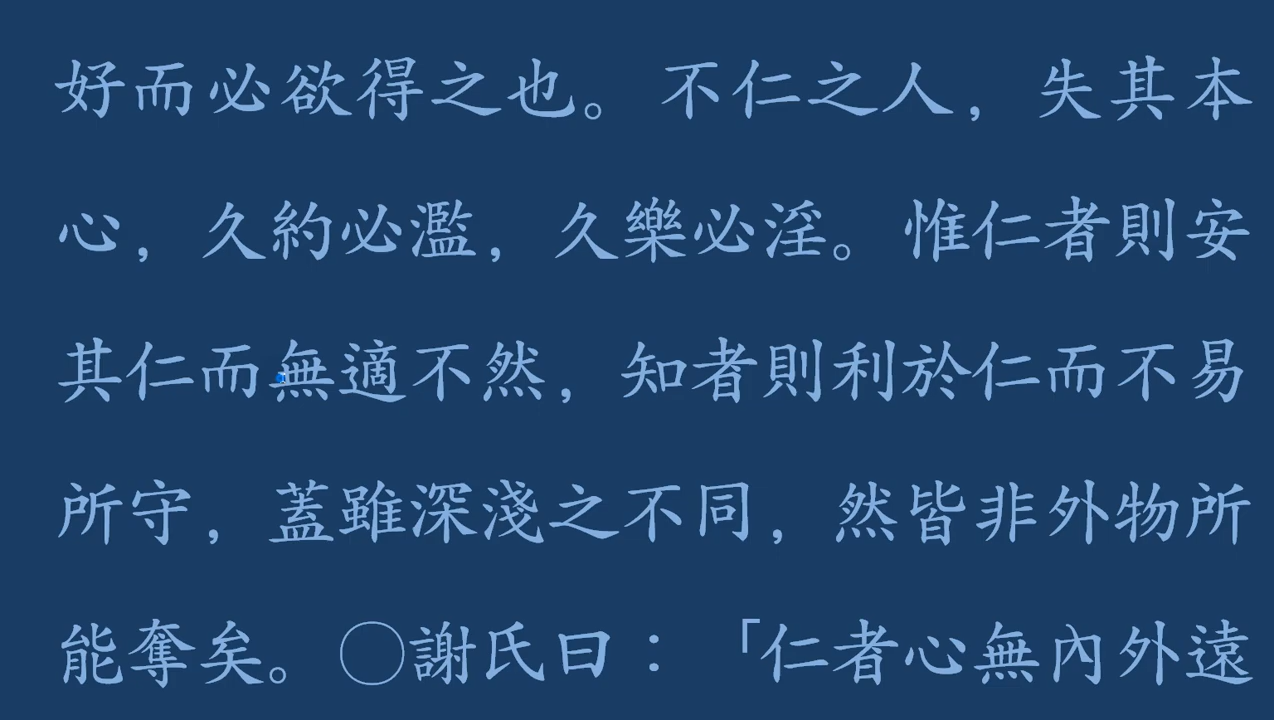 好而必欲得之也。不仁之人，失其本
心，久約必濫，久樂必淫。惟仁者則安
其仁而無適不然，知者則利於仁而不易
所守，蓋雖深淺之不同，然皆非外物所
能奪矣。◯謝氏曰：「仁者心無內外遠